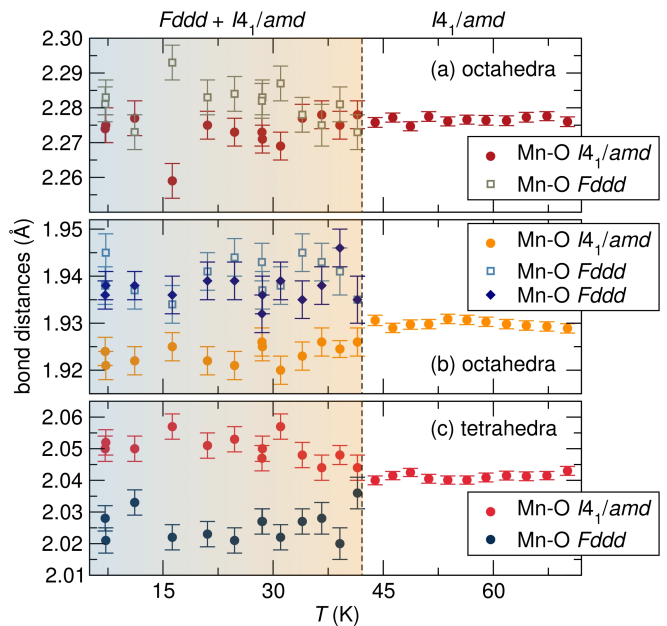 Fddd + I4₁/amd
I4₁/amd
2.30
2.29
2.28
2.27
2.26
(a) octahedra
Mn-O I4₁/amd
Mn-O Fddd
1.95
1.94
1.93
1.92
Mn-O I4₁/amd
Mn-O Fddd
Mn-O Fddd
(b) octahedra
bond distances (Å)
2.06
2.05
2.04
2.03
2.02
2.01
(c) tetrahedra
Mn-O I4₁/amd
Mn-O Fddd
15
30
45
60
T (K)